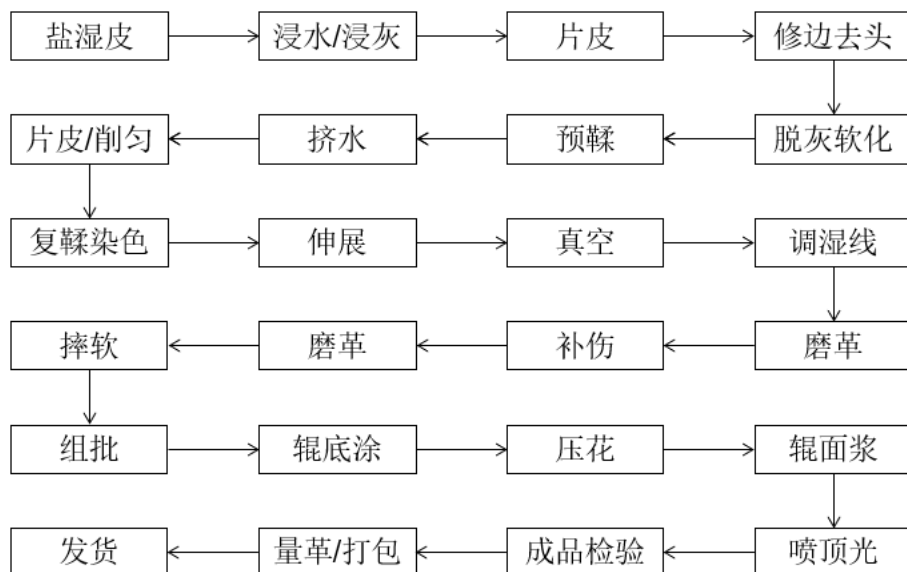 盐湿皮
浸水/浸灰
片皮
修边去头
脱灰软化
预鞣
挤水
片皮/削匀
复鞣染色
伸展
真空
调湿线
磨革
补伤
磨革
摔软
组批
辊底涂
压花
辊面浆
喷顶光
成品检验
量革/打包
发货